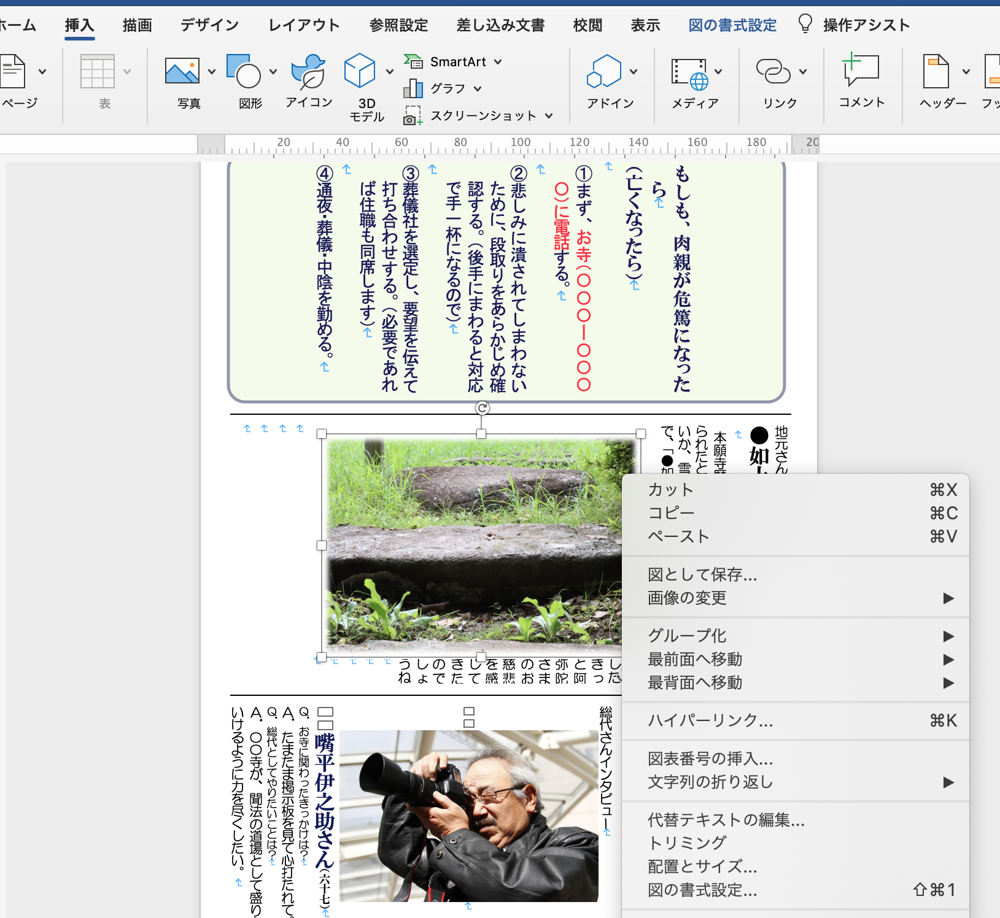 ホーム 挿入 描画 デザイン レイアウト 参照設定 差し込み文書 校閲 表示 図の書式設定 操作アシスト
ページ
表
写真
図形
アイコン
3D
モデル
SmartArt
グラフ
スクリーンショット
アドイン
メディア
リンク
コメント
ヘッダー
フッ
20 40 60 80 100 120 140 160 180 20
もしも、肉親が危篤になった
ら
(亡くなったら)
①まず、お寺(〇〇〇ー〇〇〇
〇)に電話する。
②悲しみに潰されてしまわない
ために、段取りをあらかじめ確
認する。(後手にまわると対応
で手一杯になるので)
③葬儀社を選定し、要望を伝えて
打ち合わせする。(必要であれ
ば住職も同席します)
④通夜・葬儀・中陰を勤める。
地元さん
●如
本願寺
られたと
いか、雪
で、「●如
した
きっ
と阿
弥陀
さま
のお
慈悲
を感
じて
きた
ので
しょ
うね
総代さんインタビュー
嘴平伊之助さん(六十七)
Q. お寺に関わったきっかけは?
A. たまたま掲示板を見て心打たれて。
Q. 総代としてやりたいことは?
A. 〇〇寺が、聞法の道場として盛り
いけるように力を尽くしたい。
カット ⌘X
コピー ⌘C
ペースト ⌘V
図として保存...
画像の変更 ▶
グループ化 ▶
最前面へ移動 ▶
最背面へ移動 ▶
ハイパーリンク... ⌘K
図表番号の挿入...
文字列の折り返し ▶
代替テキストの編集...
トリミング
配置とサイズ...
図の書式設定... ⇧⌘1